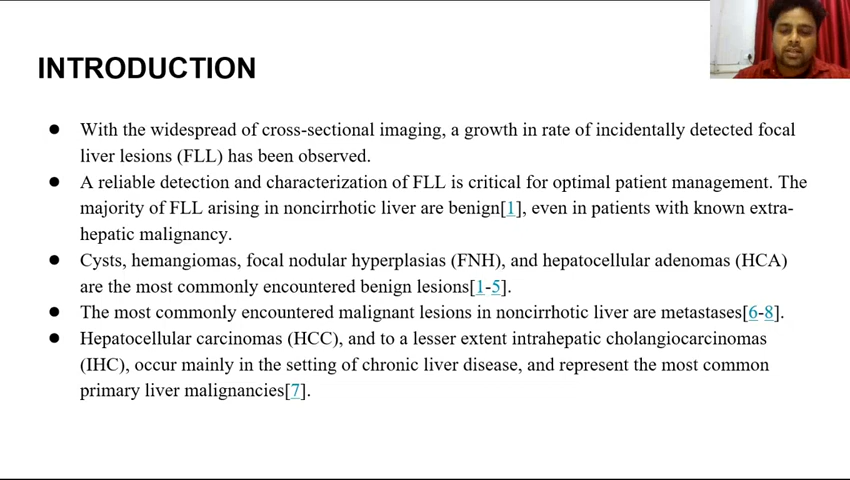 INTRODUCTION
● With the widespread of cross-sectional imaging, a growth in rate of incidentally detected focal
liver lesions (FLL) has been observed.
● A reliable detection and characterization of FLL is critical for optimal patient management. The
majority of FLL arising in noncirrhotic liver are benign[1], even in patients with known extra-
hepatic malignancy.
● Cysts, hemangiomas, focal nodular hyperplasias (FNH), and hepatocellular adenomas (HCA)
are the most commonly encountered benign lesions[1-5].
● The most commonly encountered malignant lesions in noncirrhotic liver are metastases[6-8].
● Hepatocellular carcinomas (HCC), and to a lesser extent intrahepatic cholangiocarcinomas
(IHC), occur mainly in the setting of chronic liver disease, and represent the most common
primary liver malignancies[7].